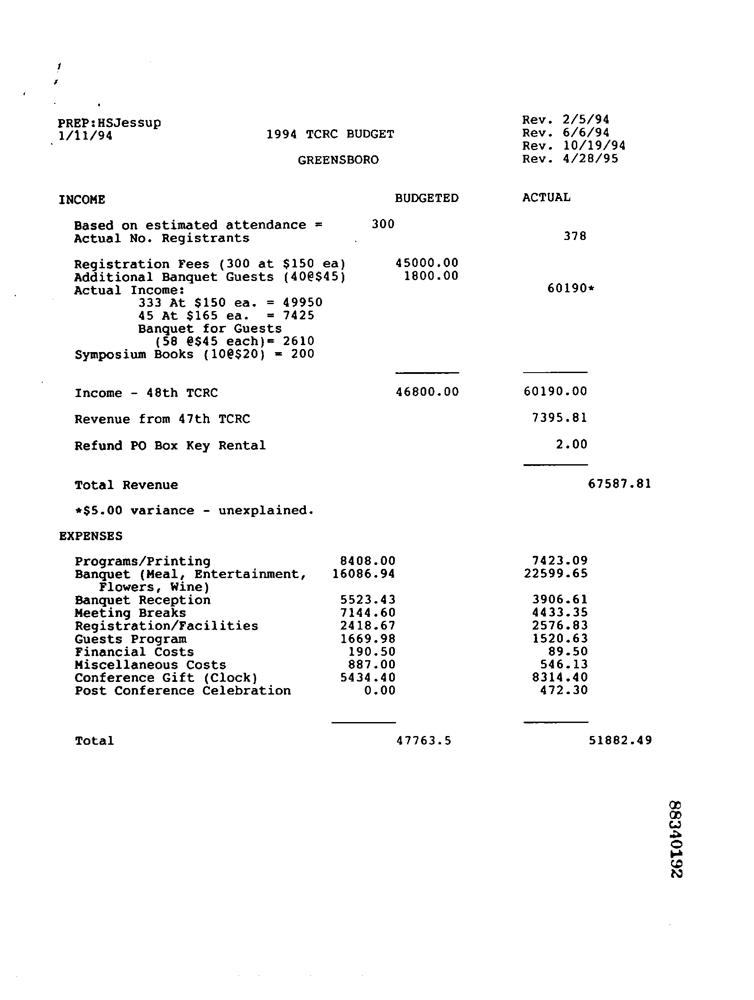 PREP:HSJessup
1/11/94
1994 TCRC BUDGET
GREENSBORO
Rev. 2/5/94
Rev. 6/6/94
Rev. 10/19/94
Rev. 4/28/95
INCOME BUDGETED ACTUAL
Based on estimated attendance = 300
Actual No. Registrants 378
Registration Fees (300 at $150 ea) 45000.00
Additional Banquet Guests (40@$45) 1800.00
Actual Income: 60190*
333 At $150 ea. = 49950
45 At $165 ea. = 7425
Banquet for Guests
(58 @$45 each)= 2610
Symposium Books (10@$20) = 200
Income - 48th TCRC 46800.00 60190.00
Revenue from 47th TCRC 7395.81
Refund PO Box Key Rental 2.00
Total Revenue 67587.81
*$5.00 variance - unexplained.
EXPENSES
Programs/Printing 8408.00 7423.09
Banquet (Meal, Entertainment, 16086.94 22599.65
Flowers, Wine)
Banquet Reception 5523.43 3906.61
Meeting Breaks 7144.60 4433.35
Registration/Facilities 2418.67 2576.83
Guests Program 1669.98 1520.63
Financial Costs 190.50 89.50
Miscellaneous Costs 887.00 546.13
Conference Gift (Clock) 5434.40 8314.40
Post Conference Celebration 0.00 472.30
Total 47763.5 51882.49
88340192